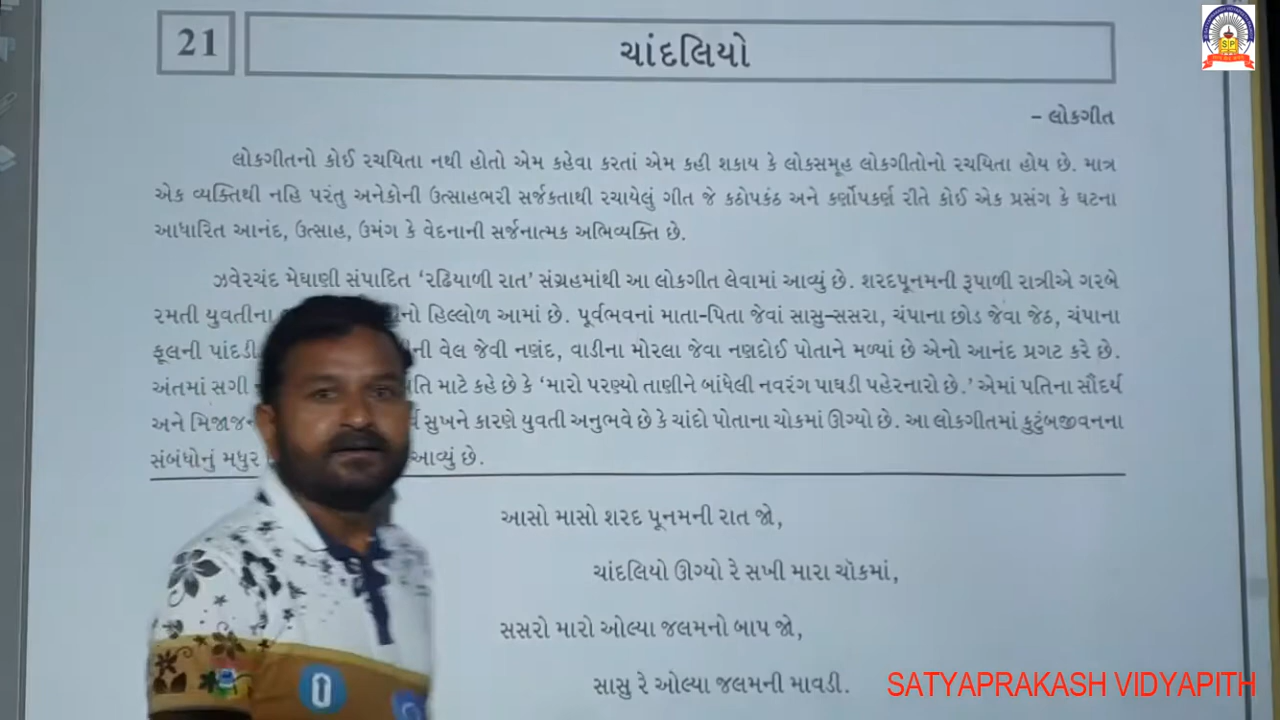 21
ચાંદલિયો
– લોકગીત
લોકગીતનો કોઈ રચયિતા નથી હોતો એમ કહેવા કરતાં એમ કહી શકાય કે લોકસમૂહ લોકગીતોનો રચયિતા હોય છે. માત્ર
એક વ્યક્તિથી નહિ પરંતુ અનેકોની ઉત્સાહભરી સર્જકતાથી રચાયેલું ગીત જે કઠોપકંઠ અને કર્ણોપકર્ણ રીતે કોઈ એક પ્રસંગ કે ઘટના
આધારિત આનંદ, ઉત્સાહ, ઉમંગ કે વેદનાની સર્જનાત્મક અભિવ્યક્તિ છે.
ઝવેરચંદ મેઘાણી સંપાદિત ‘રઢિયાળી રાત’ સંગ્રહમાંથી આ લોકગીત લેવામાં આવ્યું છે. શરદપૂનમની રૂપાળી રાત્રીએ ગરબે
રમતી યુવતીના નો હિલ્લોળ આમાં છે. પૂર્વભવનાં માતા-પિતા જેવાં સાસુ-સસરા, ચંપાના છોડ જેવા જેઠ, ચંપાના
ફૂલની પાંદડી ની વેલ જેવી નણંદ, વાડીના મોરલા જેવા નણદોઈ પોતાને મળ્યાં છે એનો આનંદ પ્રગટ કરે છે.
અંતમાં સગી તિ માટે કહે છે કે ‘મારો પરણ્યો તાણીને બાંધેલી નવરંગ પાઘડી પહેરનારો છે.’ એમાં પતિના સૌંદર્ય
અને મિજાજ સુખને કારણે યુવતી અનુભવે છે કે ચાંદો પોતાના ચોકમાં ઊગ્યો છે. આ લોકગીતમાં કુટુંબજીવનના
સંબંધોનું મધુર આવ્યું છે.
આસો માસો શરદ પૂનમની રાત જો,
ચાંદલિયો ઊગ્યો રે સખી મારા ચૉકમાં,
સસરો મારો ઓલ્યા જલમનો બાપ જો,
સાસુ રે ઓલ્યા જલમની માવડી.
SATYAPRAKASH VIDYAPITH